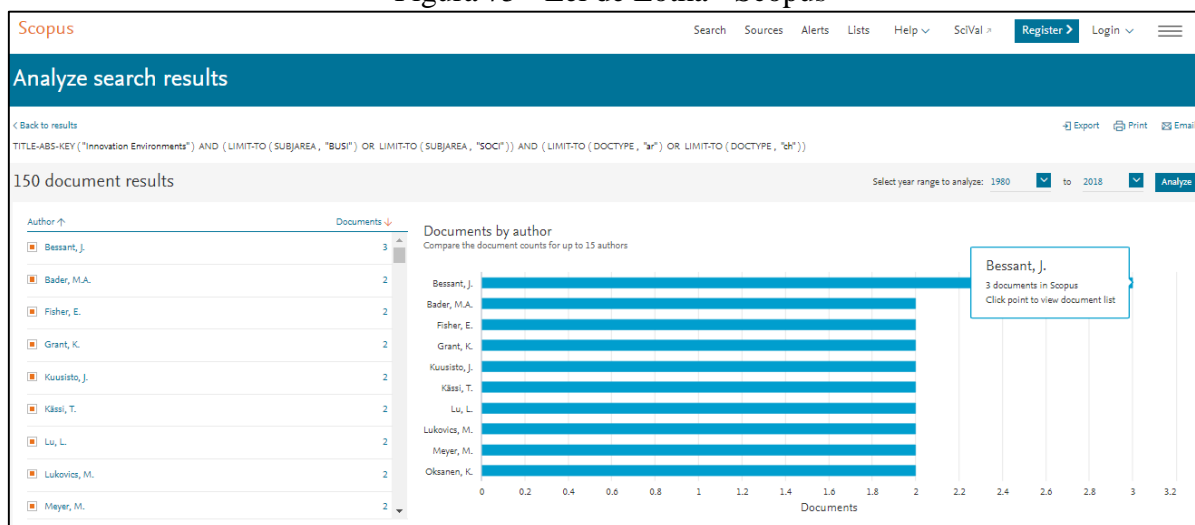 Figura 75 - Lei de Lotka - Scopus
Scopus
Search Sources Alerts Lists Help SciVal Register Login
Analyze search results
Back to results
Export Print Email
TITLE-ABS-KEY ("Innovation Environments") AND (LIMIT-TO (SUBJAREA, "BUSI") OR LIMIT-TO (SUBJAREA, "SOCI")) AND (LIMIT-TO (DOCTYPE, "ar") OR LIMIT-TO (DOCTYPE, "ch"))
150 document results
Select year range to analyze: 1980 to 2018 Analyze
Author Documents
Bessant, J. 3
Bader, M.A. 2
Fisher, E. 2
Grant, K. 2
Kuusisto, J. 2
Kässi, T. 2
Lu, L. 2
Lukovics, M. 2
Meyer, M. 2
Documents by author
Compare the document counts for up to 15 authors
Bessant, J.
3 documents in Scopus
Click point to view document list
Bessant, J.
Bader, M.A.
Fisher, E.
Grant, K.
Kuusisto, J.
Kässi, T.
Lu, L.
Lukovics, M.
Meyer, M.
Oksanen, K.
0 0.2 0.4 0.6 0.8 1 1.2 1.4 1.6 1.8 2 2.2 2.4 2.6 2.8 3 3.2
Documents